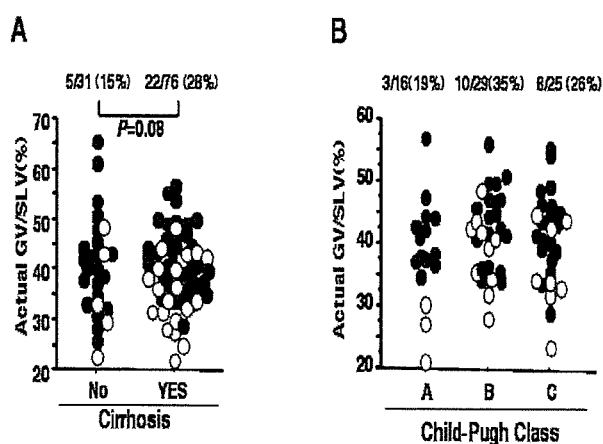 A
5/31 (15%) 22/76 (28%)
P=0.08
Actual GV/SLV(%)
70
60
50
40
30
20
No YES
Cirrhosis
B
3/16(19%) 10/29(35%) 8/25 (26%)
Actual GV/SLV(%)
60
50
40
30
20
A B C
Child-Pugh Class